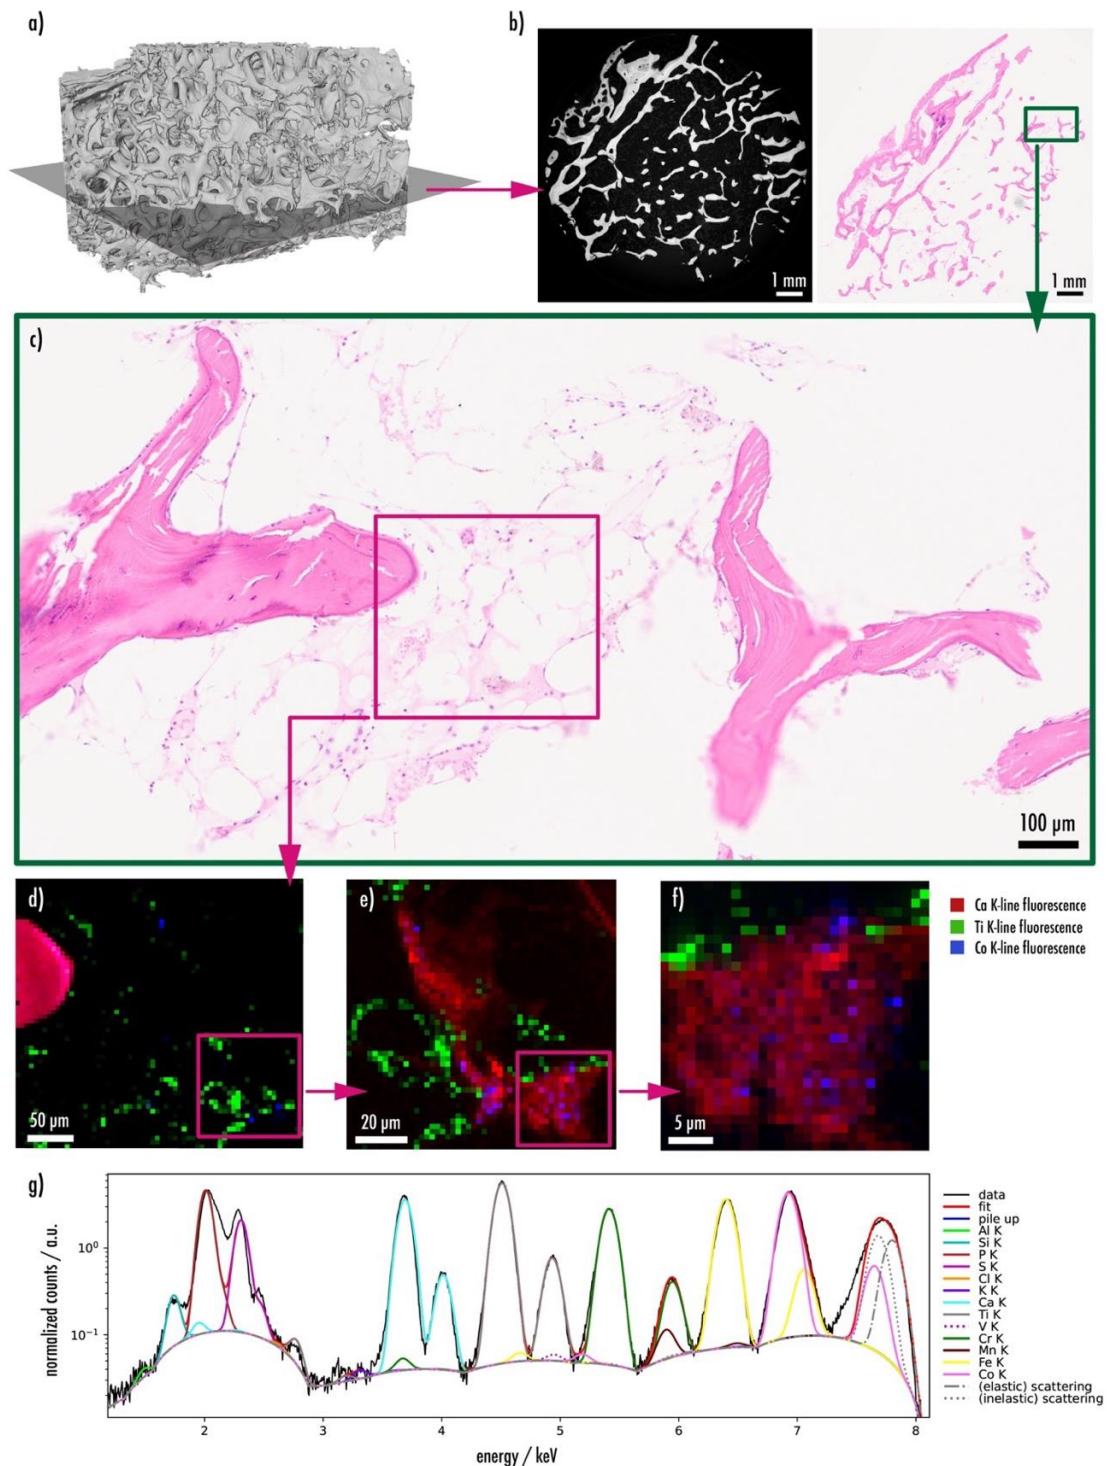 a)
b)
1 mm
1 mm
c)
100 µm
d)
50 µm
e)
20 µm
f)
5 µm
Ca K-line fluorescence
Ti K-line fluorescence
Co K-line fluorescence
g)
normalized counts / a.u.
10⁰
10⁻¹
2
3
4
5
6
7
8
energy / keV
data
fit
pile up
Al K
Si K
P K
S K
Cl K
K K
Ca K
Ti K
V K
Cr K
Mn K
Fe K
Co K
(elastic) scattering
(inelastic) scattering